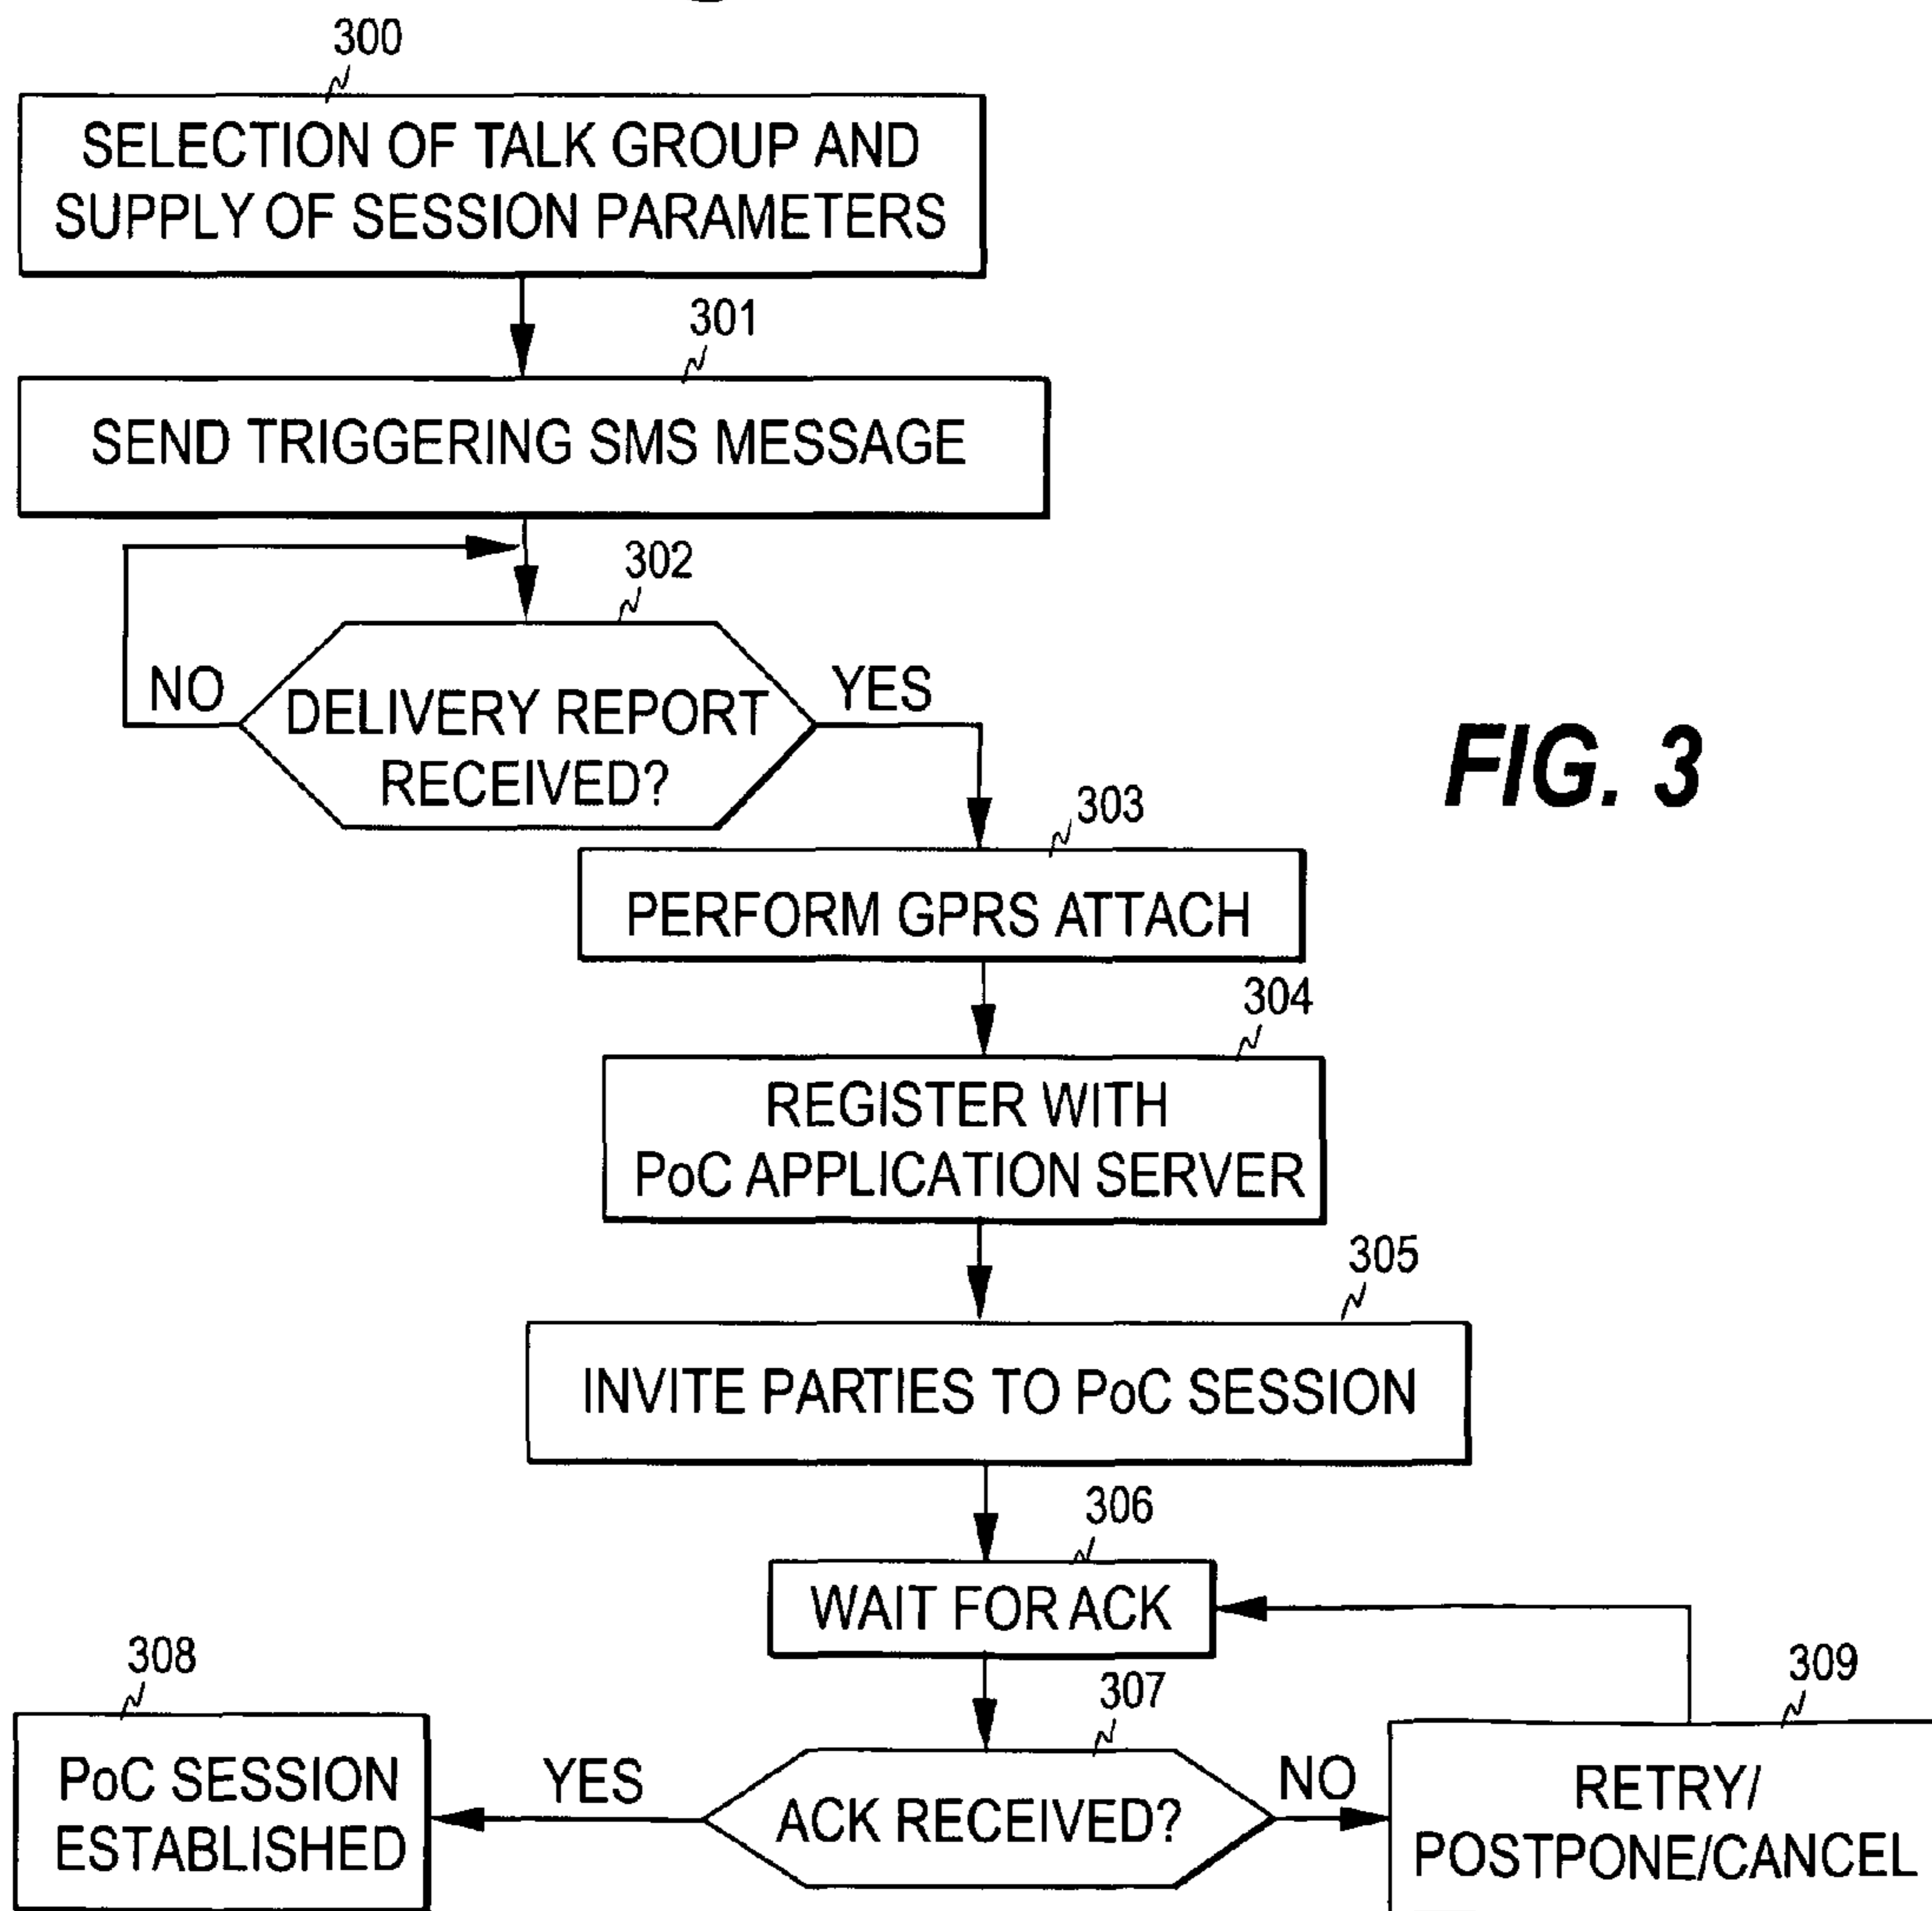 300
SELECTION OF TALK GROUP AND
SUPPLY OF SESSION PARAMETERS
301
SEND TRIGGERING SMS MESSAGE
302
NO
DELIVERY REPORT
RECEIVED?
YES
FIG. 3
303
PERFORM GPRS ATTACH
304
REGISTER WITH
PoC APPLICATION SERVER
305
INVITE PARTIES TO PoC SESSION
306
WAIT FOR ACK
307
308
PoC SESSION
ESTABLISHED
YES
ACK RECEIVED?
NO
309
RETRY/
POSTPONE/CANCEL